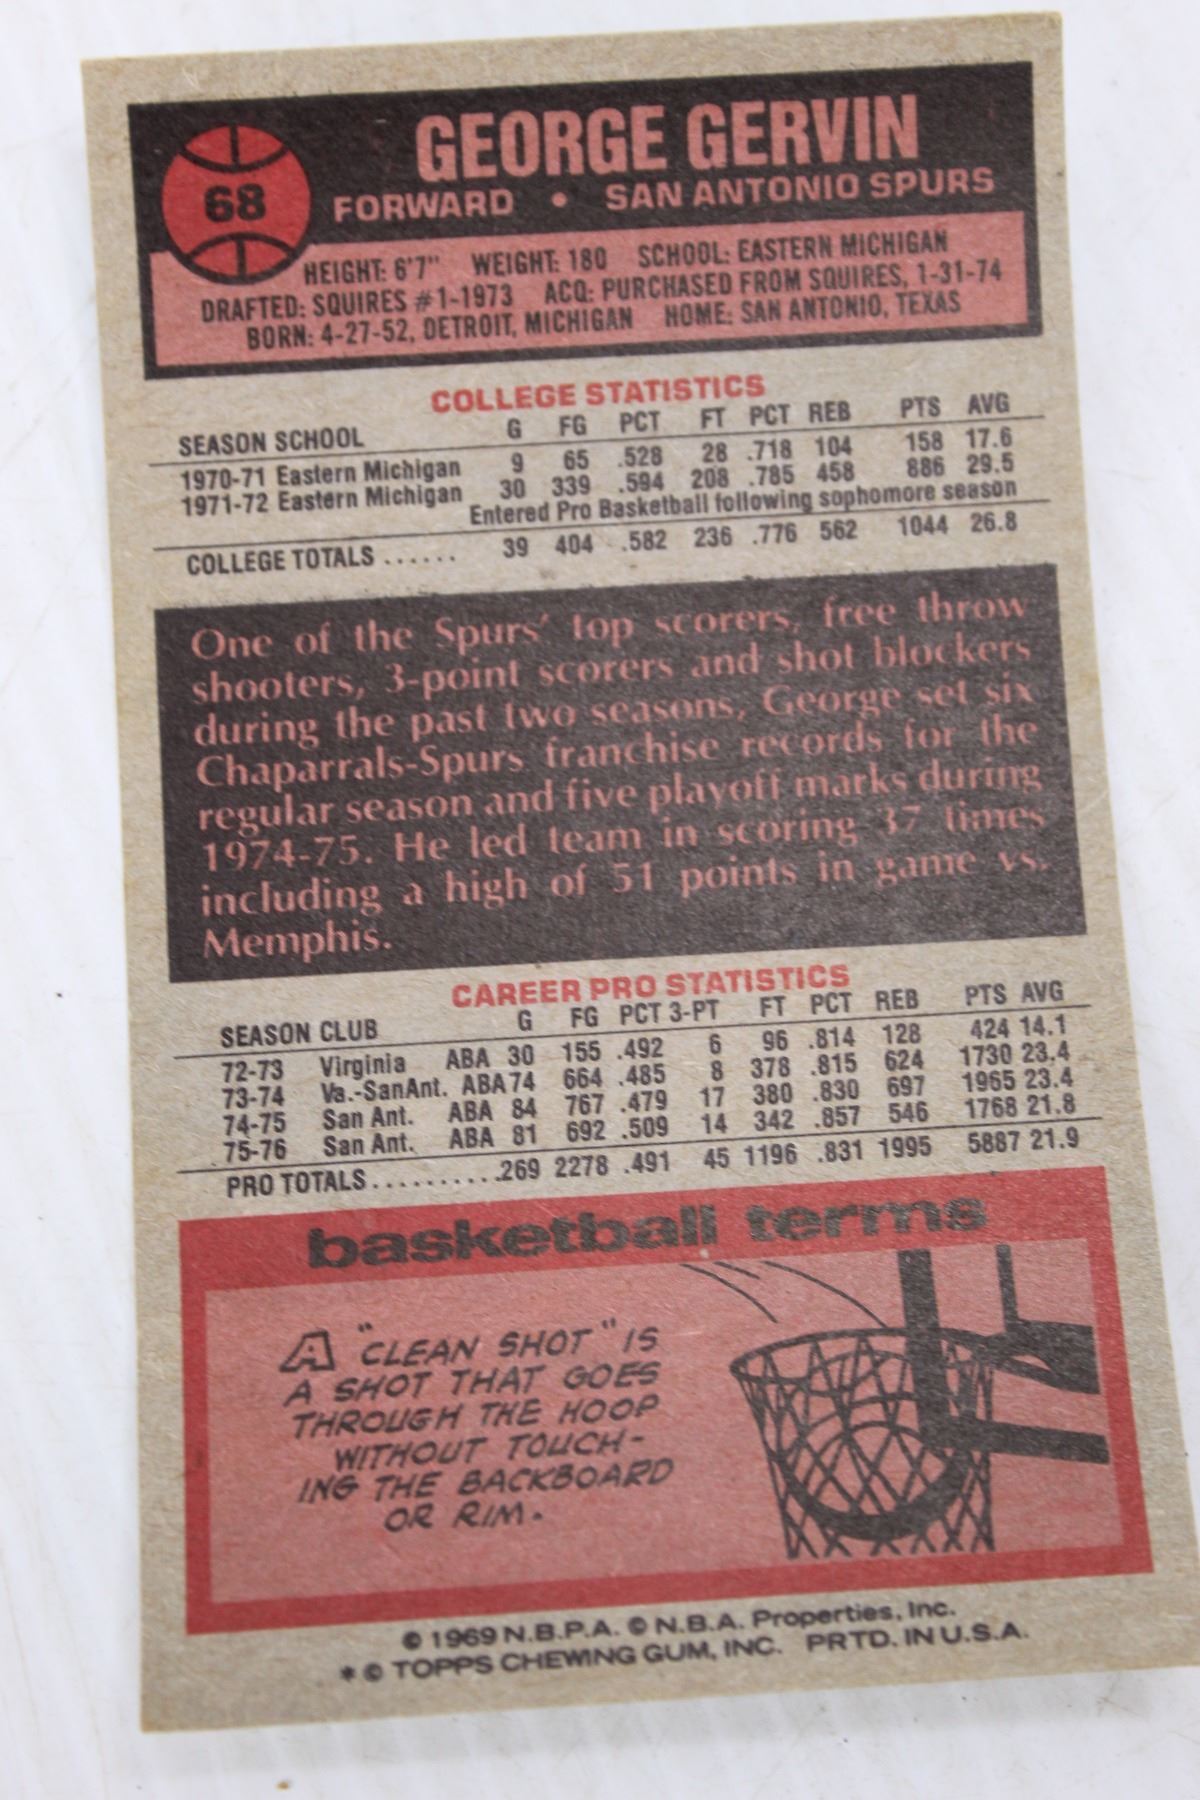 68
GEORGE GERVIN
FORWARD • SAN ANTONIO SPURS
HEIGHT: 6'7" WEIGHT: 180 SCHOOL: EASTERN MICHIGAN
DRAFTED: SQUIRES #1-1973 ACQ: PURCHASED FROM SQUIRES, 1-31-74
BORN: 4-27-52, DETROIT, MICHIGAN HOME: SAN ANTONIO, TEXAS
COLLEGE STATISTICS
SEASON SCHOOL G FG PCT FT PCT REB PTS AVG
1970-71 Eastern Michigan 9 65 .528 28 .718 104 158 17.6
1971-72 Eastern Michigan 30 339 .594 208 .785 458 886 29.5
Entered Pro Basketball following sophomore season
COLLEGE TOTALS ...... 39 404 .582 236 .776 562 1044 26.8
One of the Spurs' top scorers, free throw
shooters, 3-point scorers and shot blockers
during the past two seasons, George set six
Chaparrals-Spurs franchise records for the
regular season and five playoff marks during
1974-75. He led team in scoring 37 times
including a high of 51 points in game vs.
Memphis.
CAREER PRO STATISTICS
SEASON CLUB G FG PCT 3-PT FT PCT REB PTS AVG
72-73 Virginia ABA 30 155 .492 6 96 .814 128 424 14.1
73-74 Va.-SanAnt. ABA 74 664 .485 8 378 .815 624 1730 23.4
74-75 San Ant. ABA 84 767 .479 17 380 .830 697 1965 23.4
75-76 San Ant. ABA 81 692 .509 14 342 .857 546 1768 21.8
PRO TOTALS..........269 2278 .491 45 1196 .831 1995 5887 21.9
basketball terms
A "CLEAN SHOT" IS
A SHOT THAT GOES
THROUGH THE HOOP
WITHOUT TOUCH-
ING THE BACKBOARD
OR RIM.
© 1969 N.B.P.A. © N.B.A. Properties, Inc.
* © TOPPS CHEWING GUM, INC. PRTD. IN U.S.A.